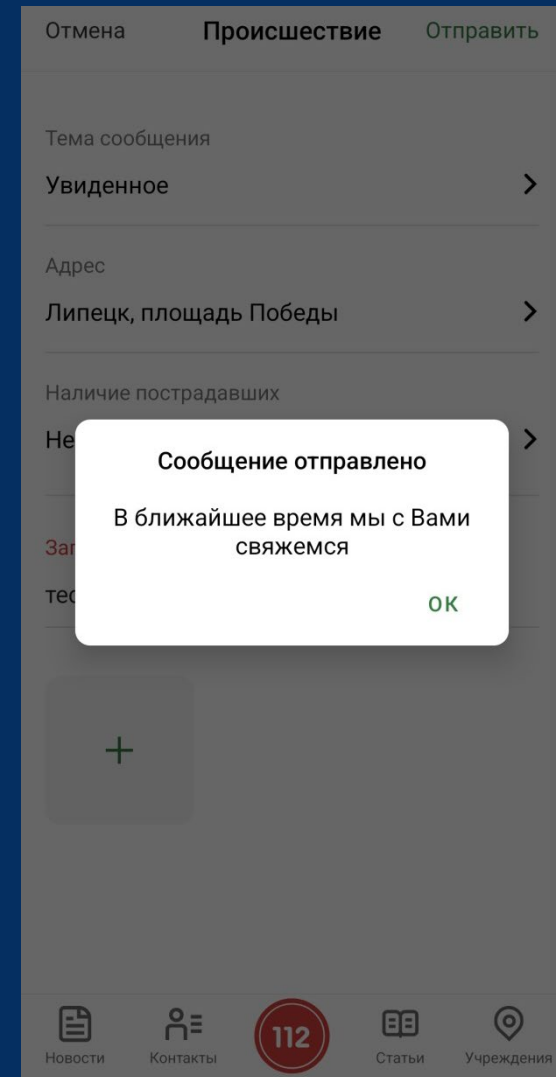 Отмена Происшествие Отправить
Тема сообщения
Увиденное
Адрес
Липецк, площадь Победы
Наличие пострадавших
Не
Сообщение отправлено
В ближайшее время мы с Вами
свяжемся
ОК
112
Новости Контакты Статьи Учреждения